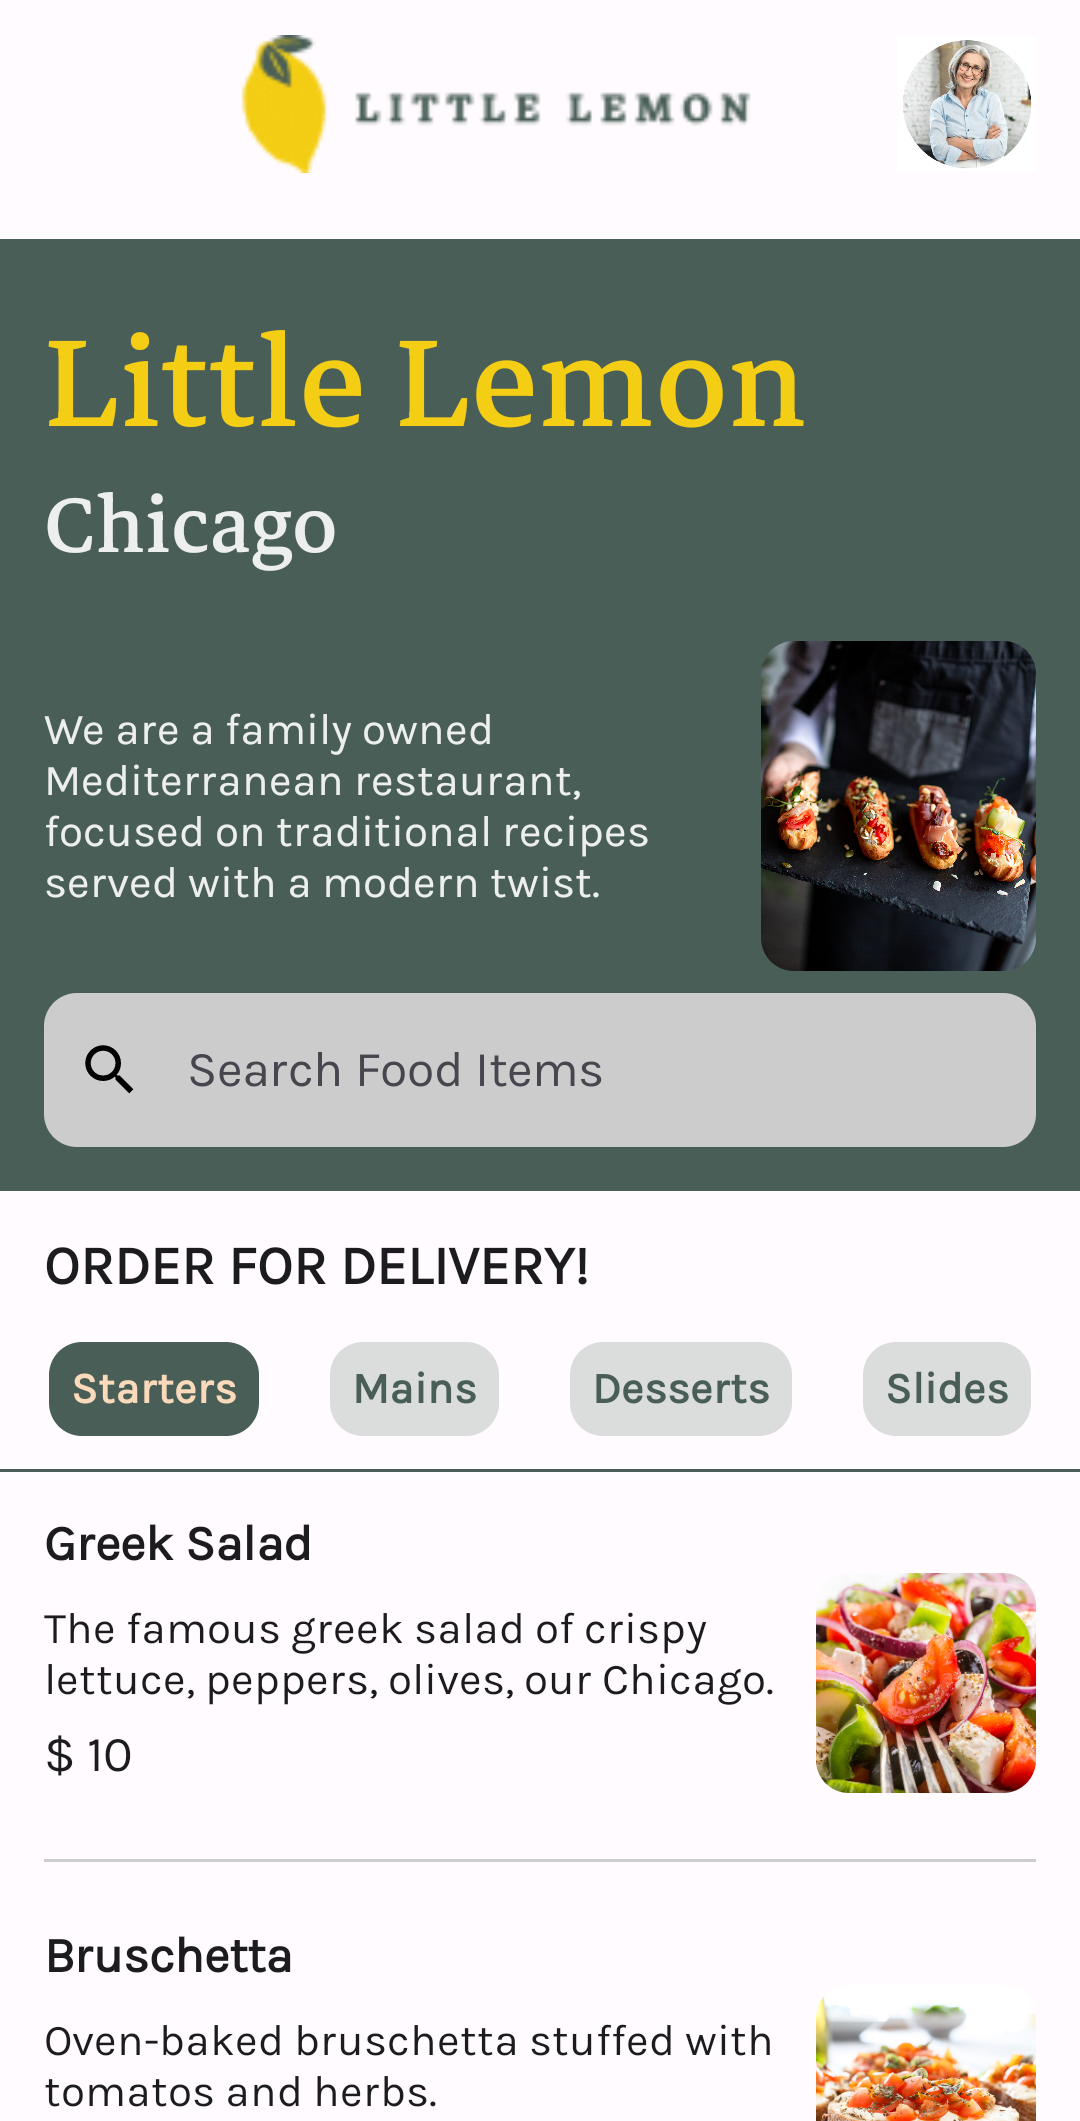 LITTLE LEMON
Little Lemon
Chicago
We are a family owned
Mediterranean restaurant,
focused on traditional recipes
served with a modern twist.
Search Food Items
ORDER FOR DELIVERY!
Starters Mains Desserts Slides
Greek Salad
The famous greek salad of crispy
lettuce, peppers, olives, our Chicago.
$ 10
Bruschetta
Oven-baked bruschetta stuffed with
tomatoes and herbs.